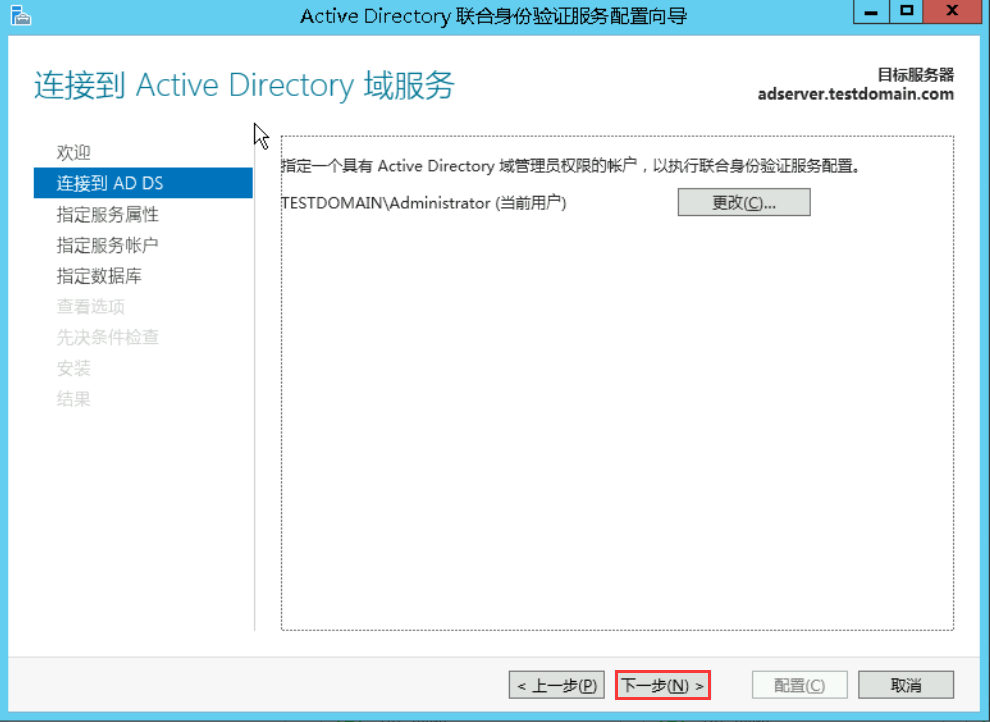 Active Directory 联合身份验证服务配置向导
连接到 Active Directory 域服务
目标服务器
adserver.testdomain.com
欢迎
连接到 AD DS
指定服务属性
指定服务帐户
指定数据库
查看选项
先决条件检查
安装
结果
指定一个具有 Active Directory 域管理员权限的帐户，以执行联合身份验证服务配置。
TESTDOMAIN\Administrator (当前用户)
更改(C)...
< 上一步(P)
下一步(N) >
配置(C)
取消